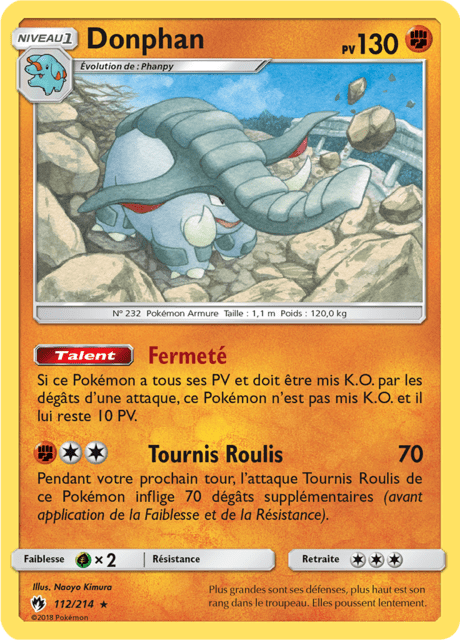 NIVEAU 1
Donphan
PV 130
Évolution de : Phanpy
N° 232 Pokémon Armure Taille : 1,1 m Poids : 120,0 kg
Talent Fermeté
Si ce Pokémon a tous ses PV et doit être mis K.O. par les
dégâts d'une attaque, ce Pokémon n'est pas mis K.O. et il
lui reste 10 PV.
Tournis Roulis 70
Pendant votre prochain tour, l'attaque Tournis Roulis de
ce Pokémon inflige 70 dégâts supplémentaires (avant
application de la Faiblesse et de la Résistance).
Faiblesse × 2 Résistance Retraite
Illus. Naoyo Kimura
112/214 ★
©2018 Pokémon
Plus grandes sont ses défenses, plus haut est son
rang dans le troupeau. Elles poussent lentement.